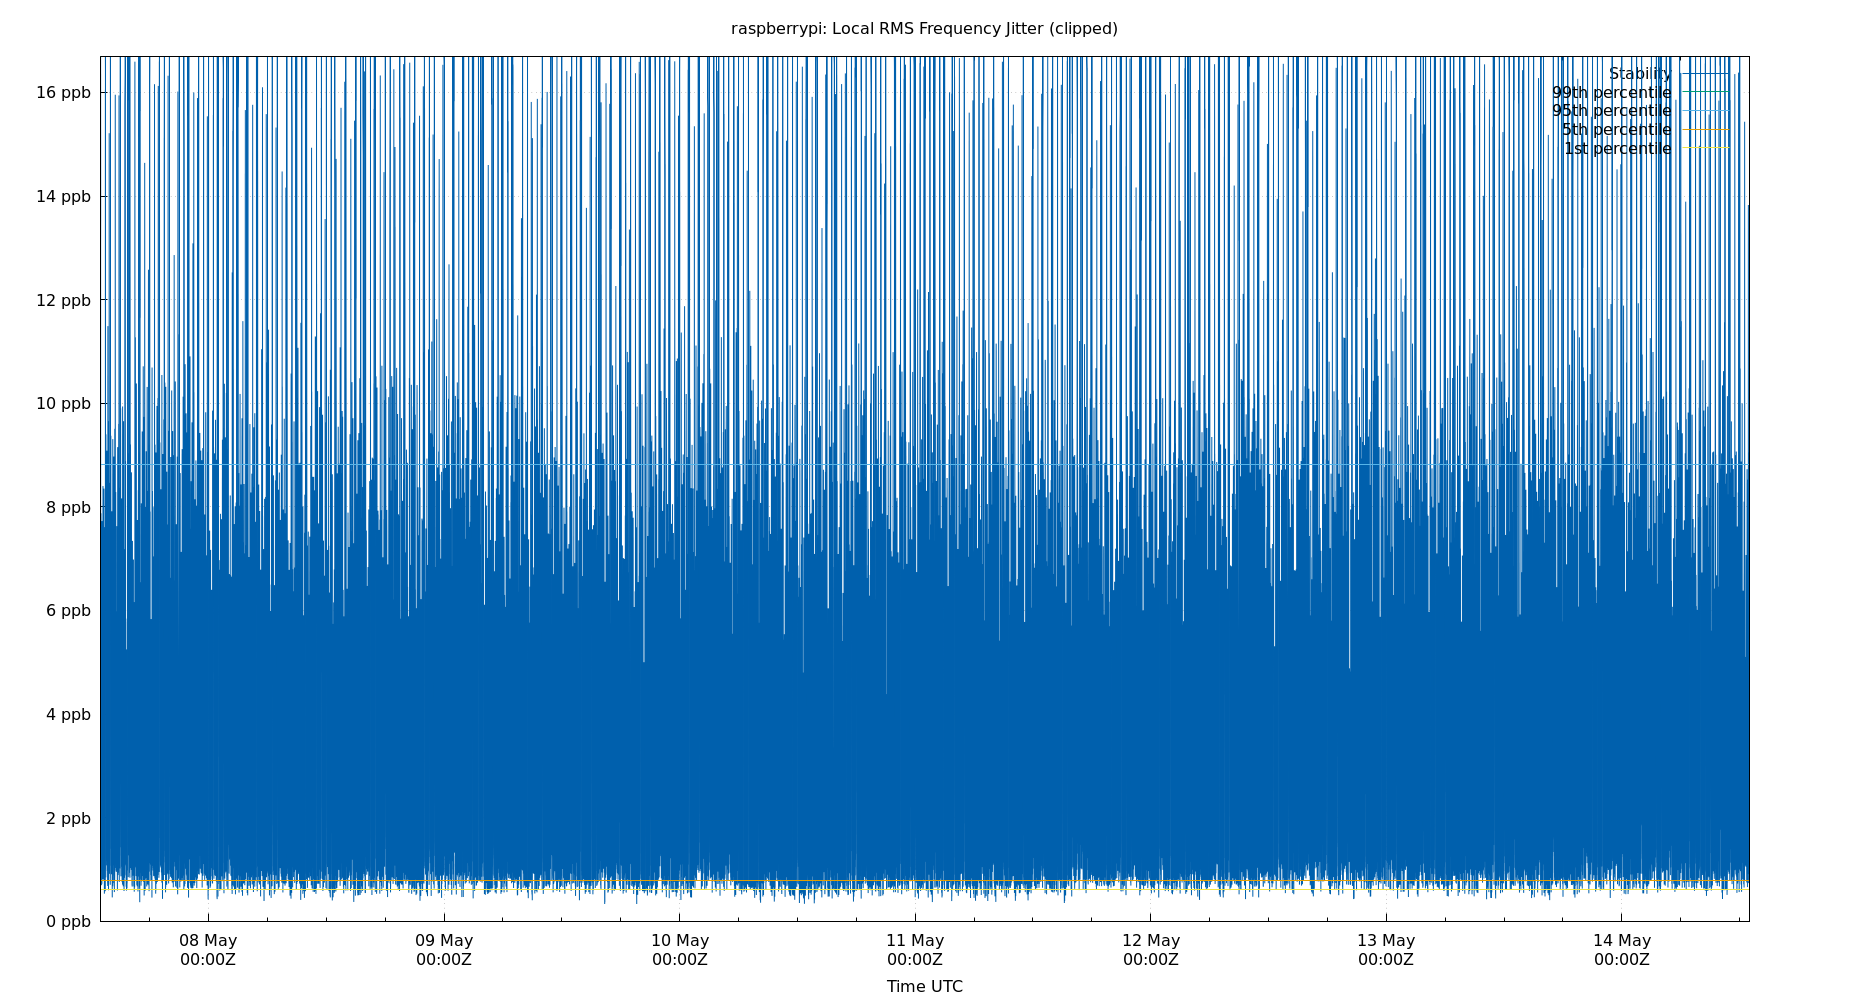 raspberrypi: Local RMS Frequency Jitter (clipped)
Stability
99th percentile
95th percentile
5th percentile
1st percentile
16 ppb
14 ppb
12 ppb
10 ppb
8 ppb
6 ppb
4 ppb
2 ppb
0 ppb
08 May 09 May 10 May 11 May 12 May 13 May 14 May
00:00Z 00:00Z 00:00Z 00:00Z 00:00Z 00:00Z 00:00Z
Time UTC